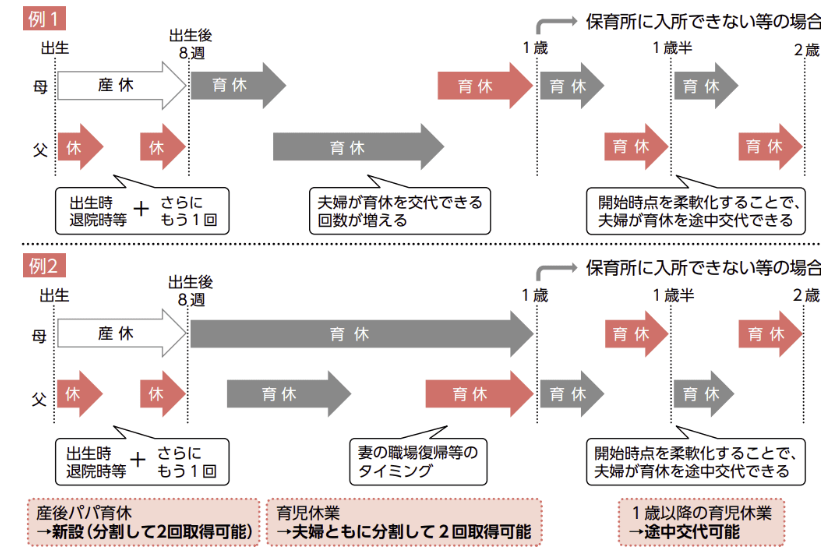 例1
保育所に入所できない等の場合
出生
出生後
8週
1歳
1歳半
2歳
母
産休
育休
育休
育休
育休
父
休
休
育休
育休
育休
出生時
退院時等
+
さらに
もう1回
夫婦が育休を交代できる
回数が増える
開始時点を柔軟化することで、
夫婦が育休を途中交代できる
例2
保育所に入所できない等の場合
出生
出生後
8週
1歳
1歳半
2歳
母
産休
育休
育休
育休
父
休
休
育休
育休
育休
育休
出生時
退院時等
+
さらに
もう1回
妻の職場復帰等の
タイミング
開始時点を柔軟化することで、
夫婦が育休を途中交代できる
産後パパ育休
→新設(分割して2回取得可能)
育児休業
→夫婦ともに分割して2回取得可能
1歳以降の育児休業
→途中交代可能